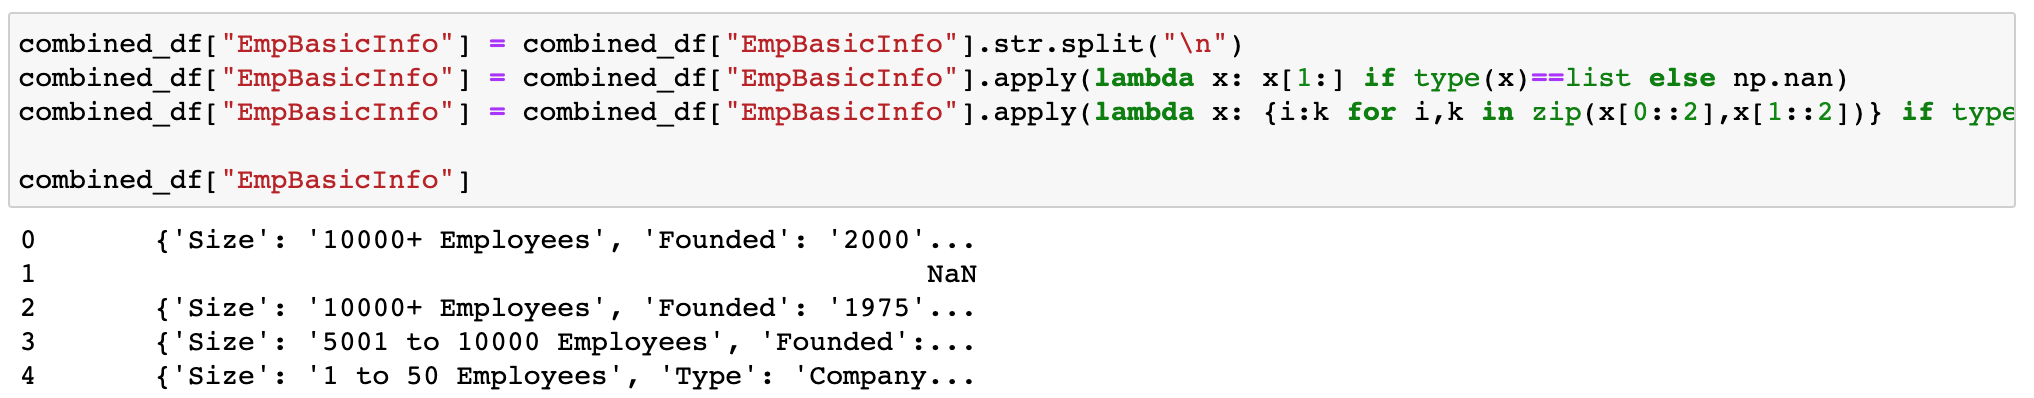 combined_df["EmpBasicInfo"] = combined_df["EmpBasicInfo"].str.split("\n")
combined_df["EmpBasicInfo"] = combined_df["EmpBasicInfo"].apply(lambda x: x[1:] if type(x)==list else np.nan)
combined_df["EmpBasicInfo"] = combined_df["EmpBasicInfo"].apply(lambda x: {i:k for i,k in zip(x[0::2],x[1::2])} if type
combined_df["EmpBasicInfo"]
0 {'Size': '10000+ Employees', 'Founded': '2000'...
1 NaN
2 {'Size': '10000+ Employees', 'Founded': '1975'...
3 {'Size': '5001 to 10000 Employees', 'Founded':...
4 {'Size': '1 to 50 Employees', 'Type': 'Company...